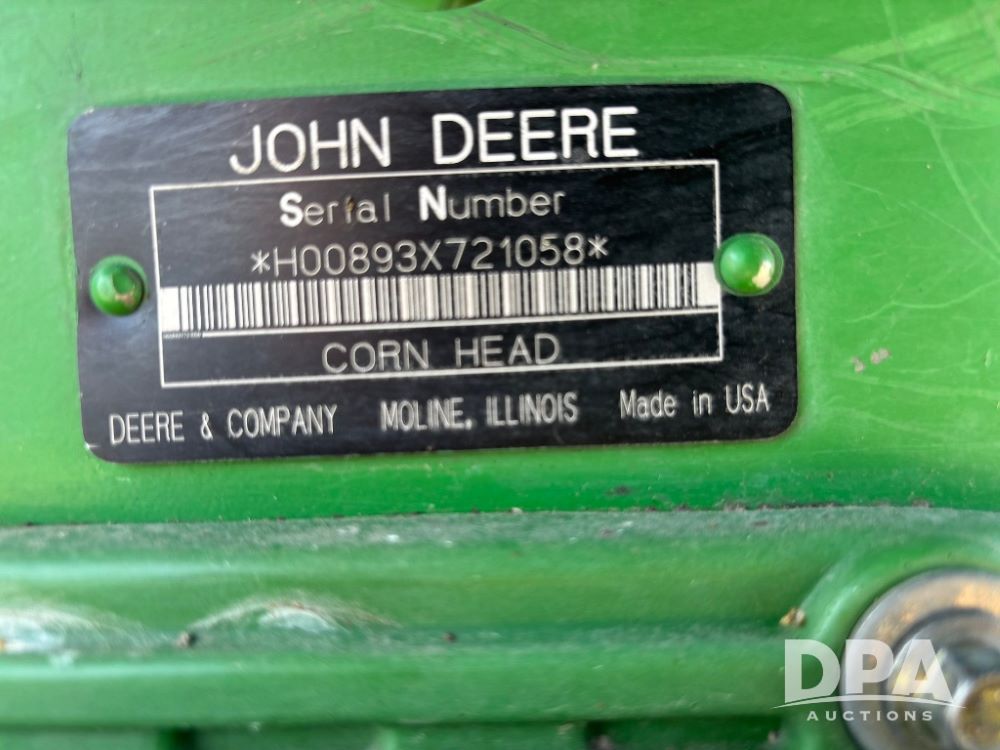 JOHN DEERE
Serial Number
*H00893X721058*
CORN HEAD
DEERE & COMPANY MOLINE, ILLINOIS Made in USA
DPA
AUCTIONS